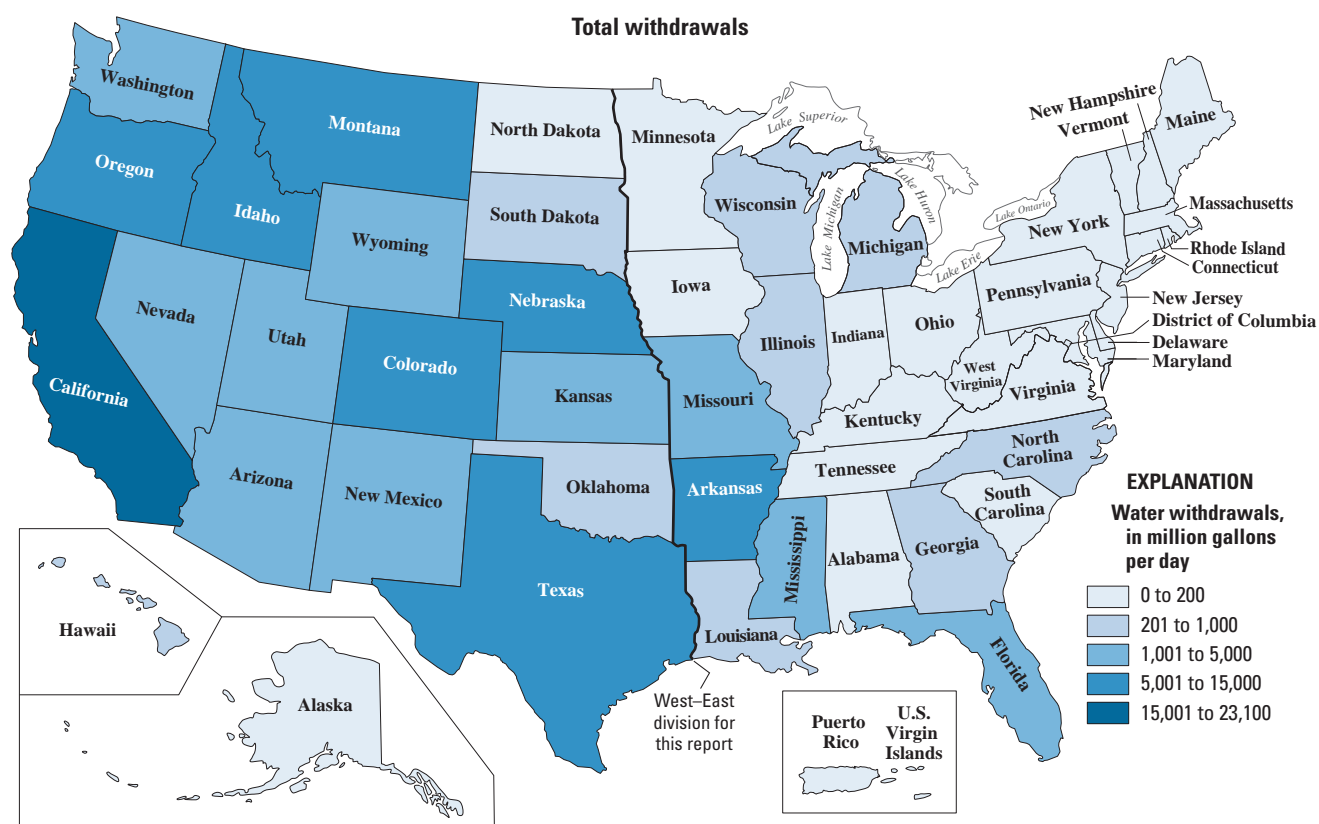 Total withdrawals
Washington
Oregon
California
Nevada
Idaho
Montana
Wyoming
Utah
Arizona
Colorado
New Mexico
North Dakota
South Dakota
Nebraska
Kansas
Oklahoma
Texas
Minnesota
Iowa
Missouri
Arkansas
Louisiana
Wisconsin
Illinois
Michigan
Indiana
Ohio
Kentucky
Tennessee
Mississippi
Alabama
Georgia
Florida
South
Carolina
North
Carolina
Virginia
West
Virginia
Pennsylvania
New York
Vermont
New Hampshire
Maine
Massachusetts
Rhode Island
Connecticut
New Jersey
District of Columbia
Delaware
Maryland
Lake Superior
Lake Michigan
Lake Huron
Lake Erie
Lake Ontario
Hawaii
Alaska
West–East
division for
this report
Puerto
Rico
U.S.
Virgin
Islands
EXPLANATION
Water withdrawals,
in million gallons
per day
0 to 200
201 to 1,000
1,001 to 5,000
5,001 to 15,000
15,001 to 23,100